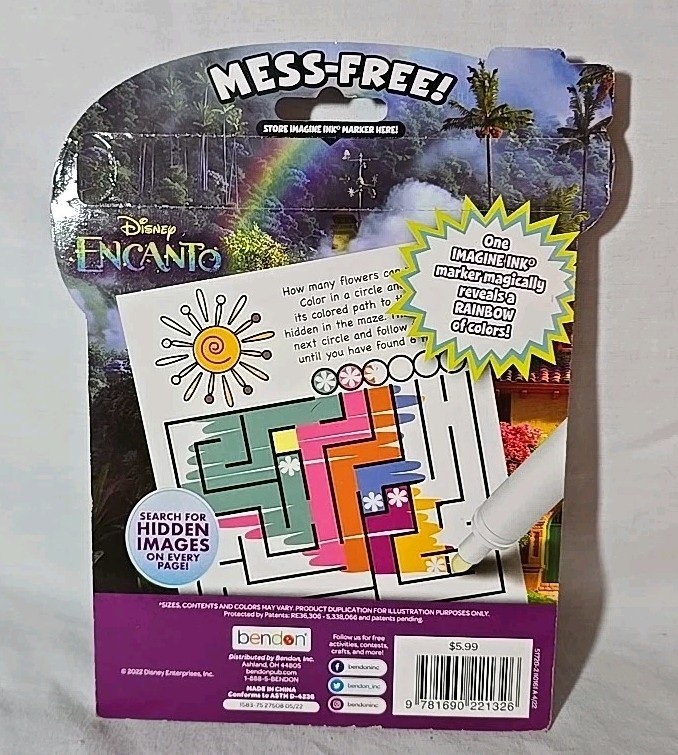 MESS-FREE!
STORE IMAGINE INK® MARKER HERE!
Disney
ENCANTO
One
IMAGINE INK®
marker magically
reveals a
RAINBOW
of colors!
How many flowers can
Color in a circle and
its colored path to
hidden in the maze.
next circle and follow
until you have found 6
SEARCH FOR
HIDDEN
IMAGES
ON EVERY
PAGE!
*SIZES, CONTENTS AND COLORS MAY VARY. PRODUCT DUPLICATION FOR ILLUSTRATION PURPOSES ONLY.
Protected by Patents: RE36,306 - 5,338,066 and patents pending.
© 2022 Disney Enterprises, Inc.
bendon®
Distributed by Bendon, Inc.
Ashland, OH 44805
bendonpub.com
1-888-5-BENDON
MADE IN CHINA
Conforms to ASTM D-4236
1583-75 27508 05/22
Follow us for free
activities, contests,
crafts, and more!
bendoninc
bendon_inc
bendoninc
$5.99
9 781690 221326